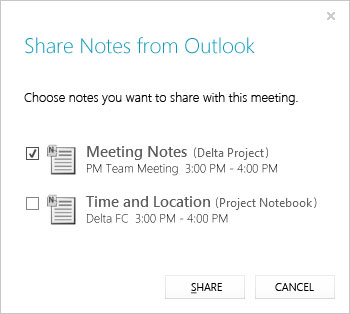 Share Notes from Outlook
Choose notes you want to share with this meeting.
Meeting Notes (Delta Project)
PM Team Meeting 3:00 PM - 4:00 PM
Time and Location (Project Notebook)
Delta FC 3:00 PM - 4:00 PM
SHARE CANCEL